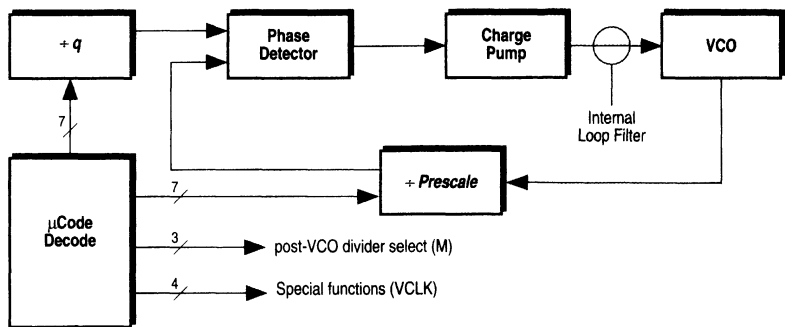 ÷ q
Phase
Detector
Charge
Pump
VCO
Internal
Loop Filter
7
÷ Prescale
μCode
Decode
7
3
post-VCO divider select (M)
4
Special functions (VCLK)